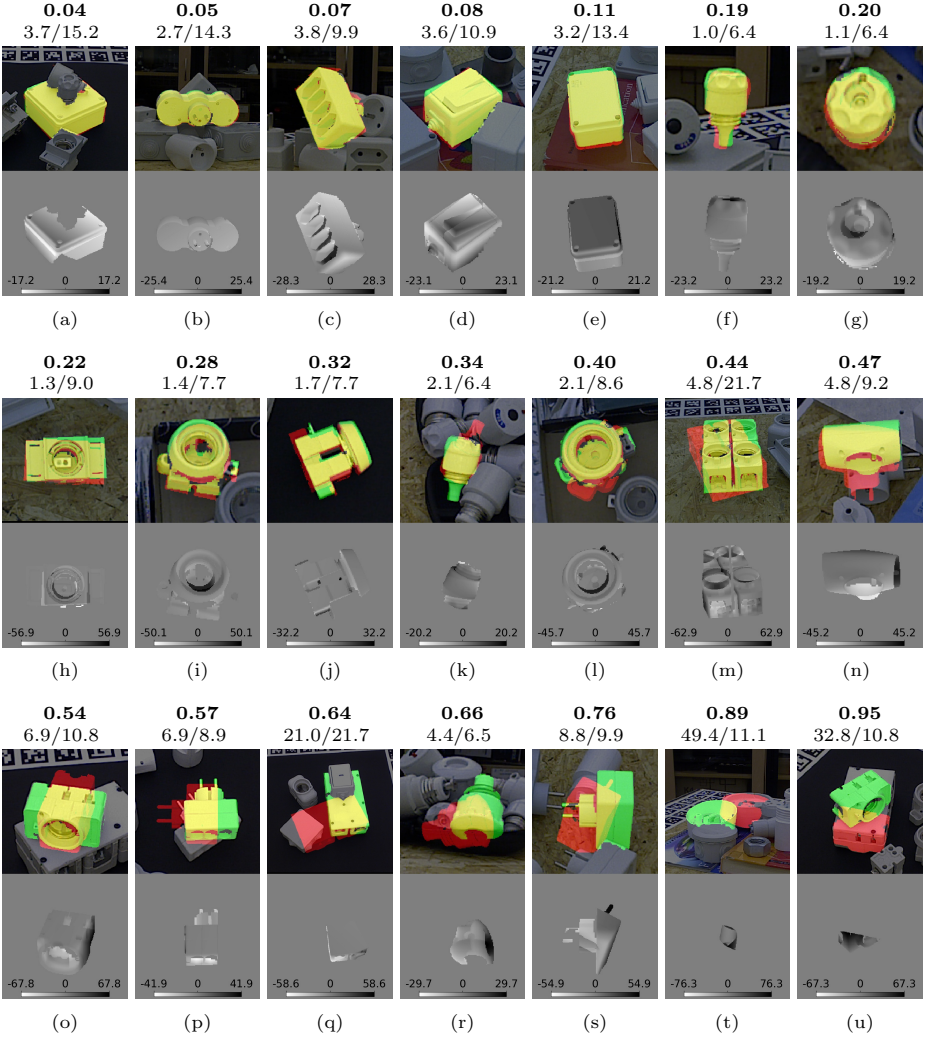 0.04 0.05 0.07 0.08 0.11 0.19 0.20
3.7/15.2 2.7/14.3 3.8/9.9 3.6/10.9 3.2/13.4 1.0/6.4 1.1/6.4
-17.2 0 17.2 -25.4 0 25.4 -28.3 0 28.3 -23.1 0 23.1 -21.2 0 21.2 -23.2 0 23.2 -19.2 0 19.2
(a) (b) (c) (d) (e) (f) (g)
0.22 0.28 0.32 0.34 0.40 0.44 0.47
1.3/9.0 1.4/7.7 1.7/7.7 2.1/6.4 2.1/8.6 4.8/21.7 4.8/9.2
-56.9 0 56.9 -50.1 0 50.1 -32.2 0 32.2 -20.2 0 20.2 -45.7 0 45.7 -62.9 0 62.9 -45.2 0 45.2
(h) (i) (j) (k) (l) (m) (n)
0.54 0.57 0.64 0.66 0.76 0.89 0.95
6.9/10.8 6.9/8.9 21.0/21.7 4.4/6.5 8.8/9.9 49.4/11.1 32.8/10.8
-67.8 0 67.8 -41.9 0 41.9 -58.6 0 58.6 -29.7 0 29.7 -54.9 0 54.9 -76.3 0 76.3 -67.3 0 67.3
(o) (p) (q) (r) (s) (t) (u)